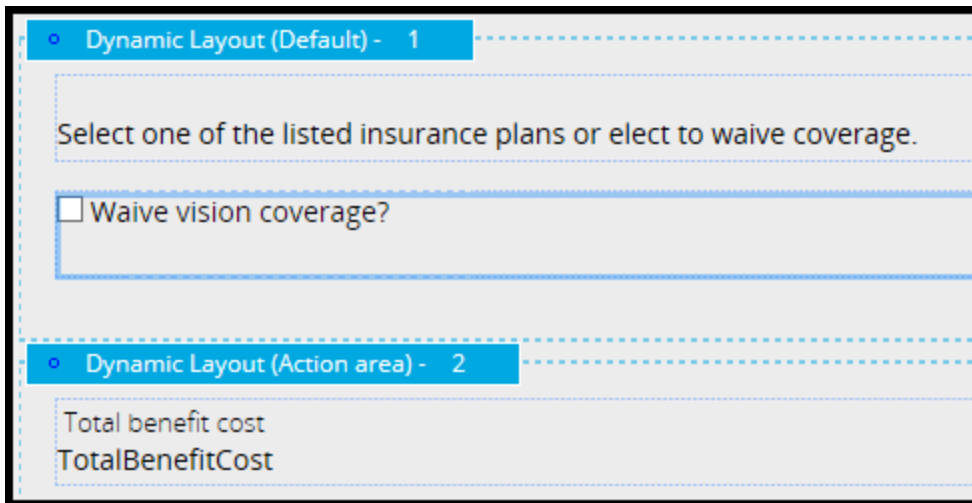 Dynamic Layout (Default) - 1
Select one of the listed insurance plans or elect to waive coverage.
Waive vision coverage?
Dynamic Layout (Action area) - 2
Total benefit cost
TotalBenefitCost